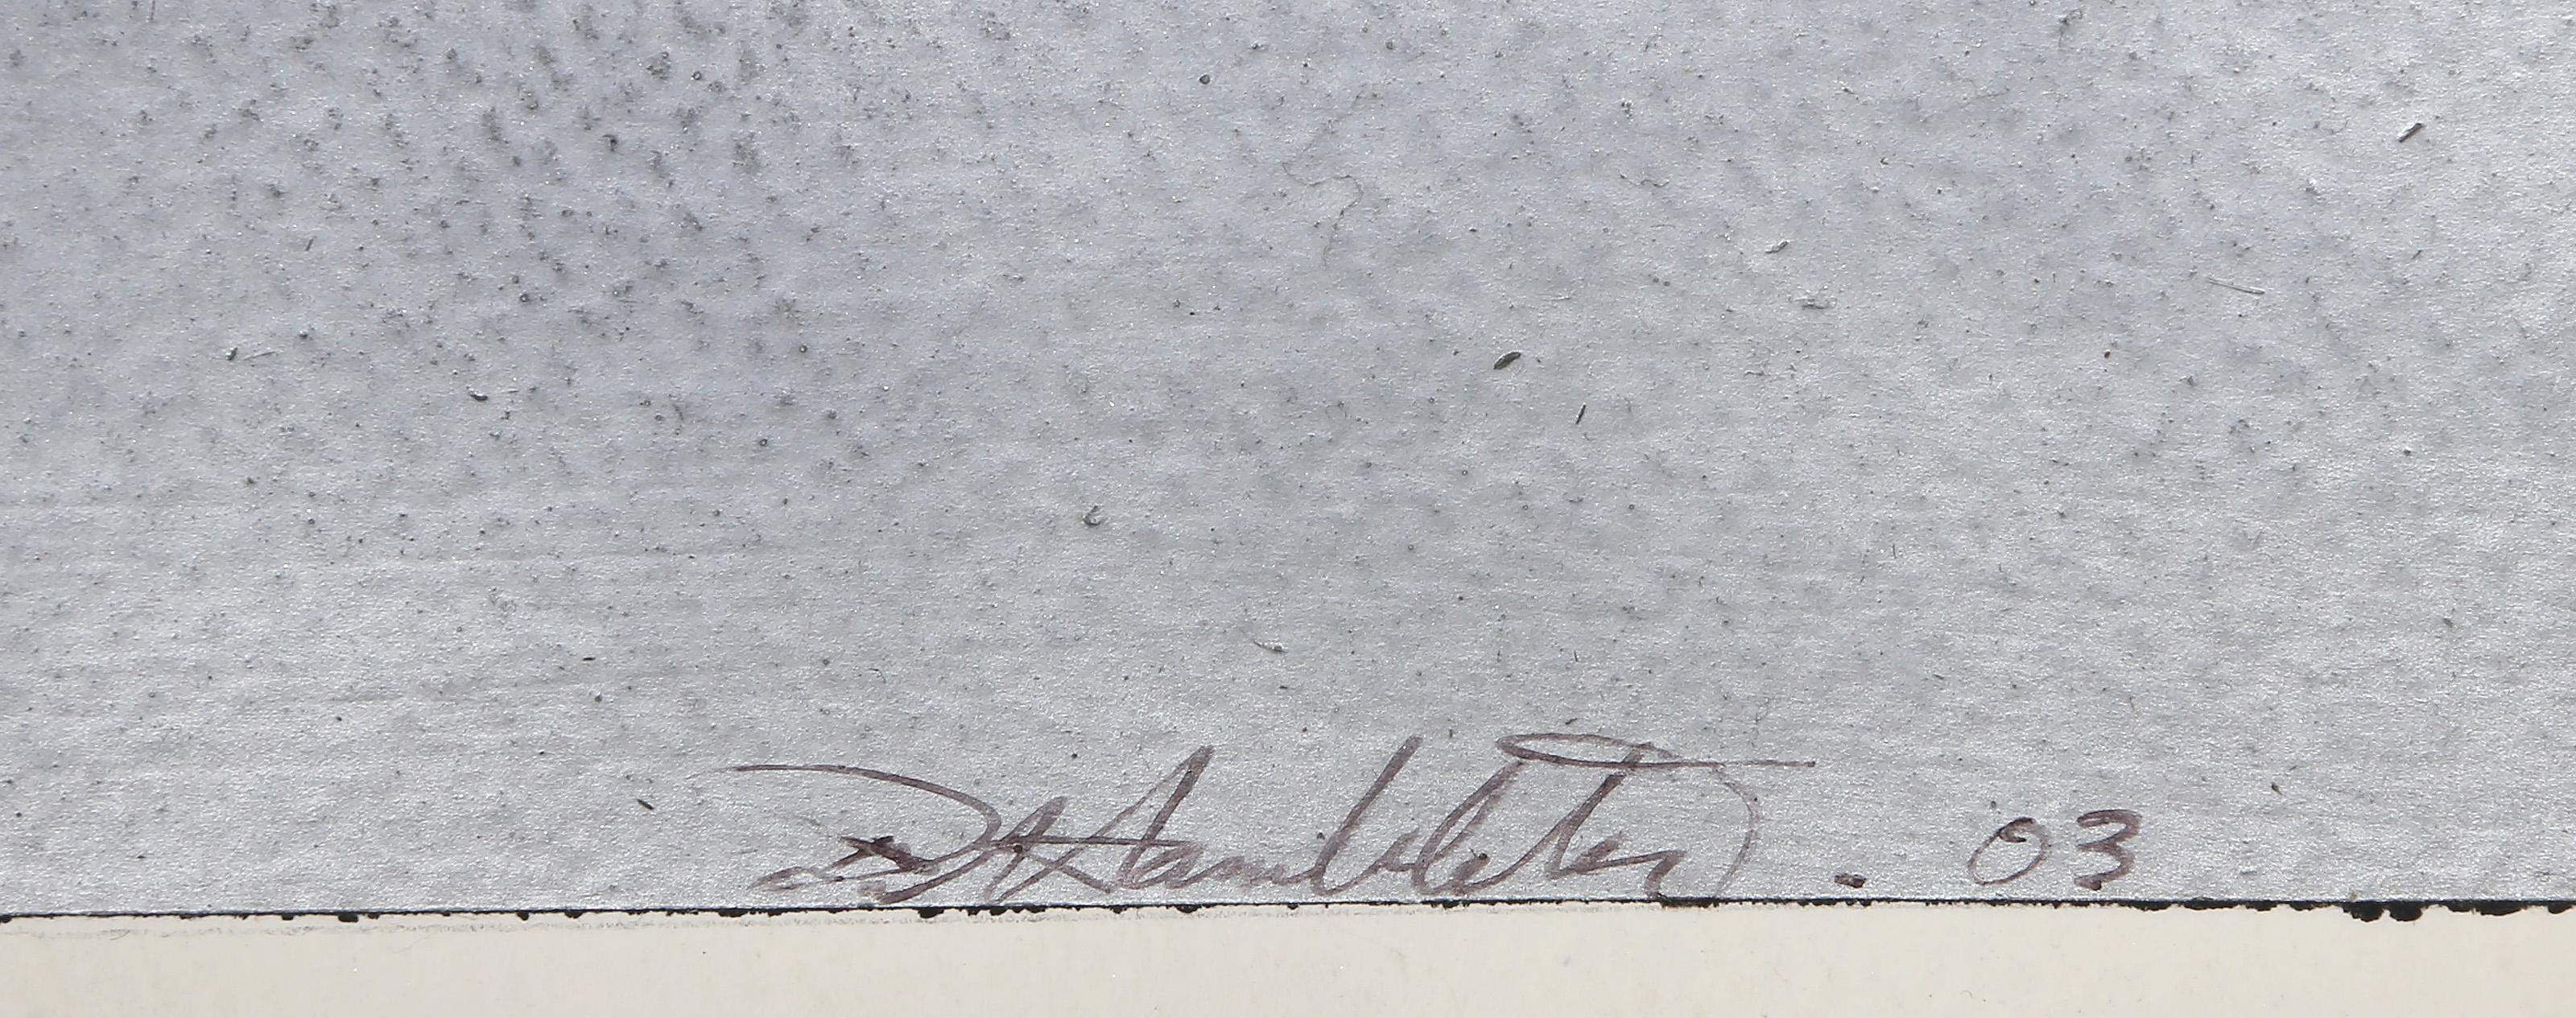 R Hambleton . 03